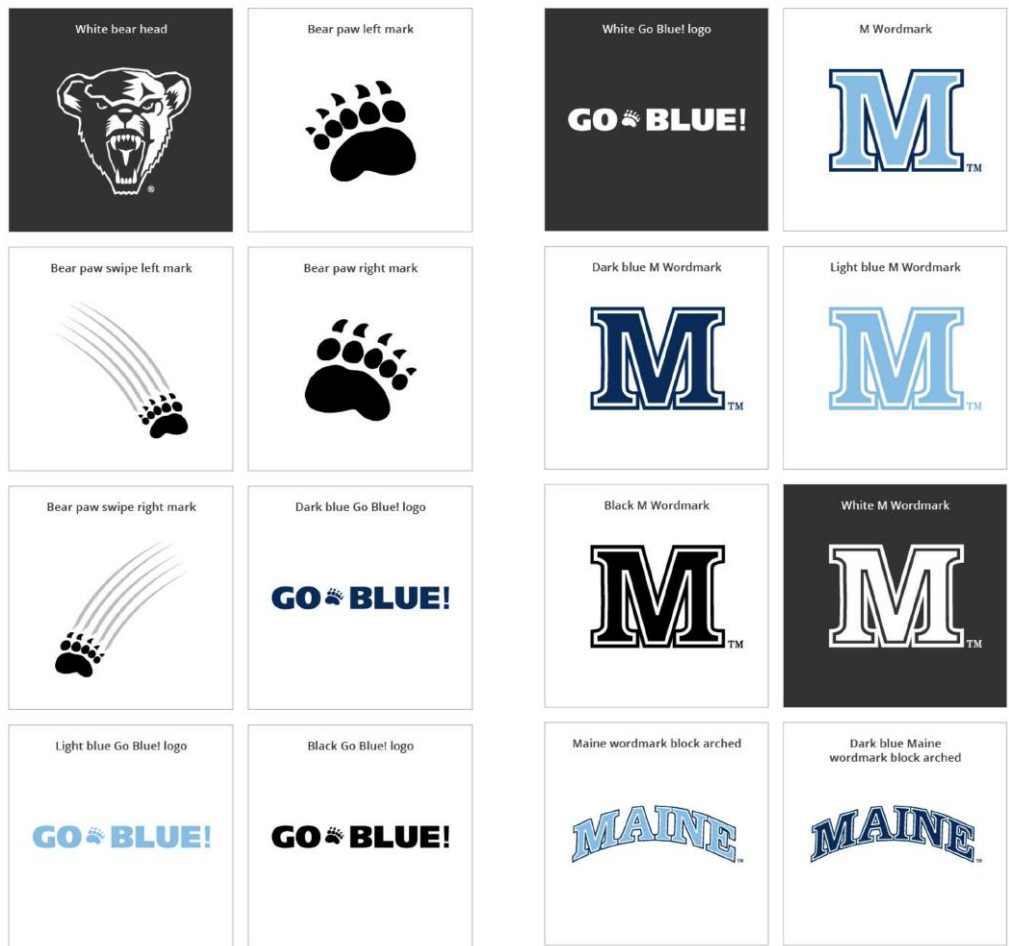 White bear head
®
Bear paw left mark
Bear paw swipe left mark
Bear paw right mark
Bear paw swipe right mark
Dark blue Go Blue! logo
GO BLUE!
Light blue Go Blue! logo
GO BLUE!
Black Go Blue! logo
GO BLUE!
White Go Blue! logo
GO BLUE!
M Wordmark
M TM
Dark blue M Wordmark
M TM
Light blue M Wordmark
M TM
Black M Wordmark
M TM
White M Wordmark
M TM
Maine wordmark block arched
MAINE TM
Dark blue Maine
wordmark block arched
MAINE TM